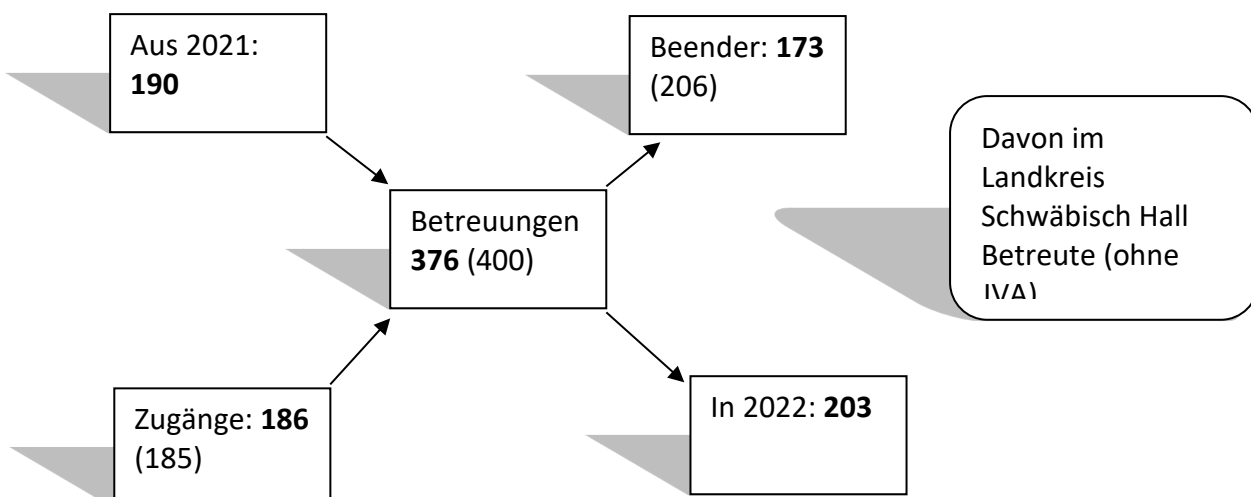 Aus 2021:
190
Beender: 173
(206)
Davon im
Landkreis
Schwäbisch Hall
Betreute (ohne
JVA)
Betreuungen
376 (400)
Zugänge: 186
(185)
In 2022: 203